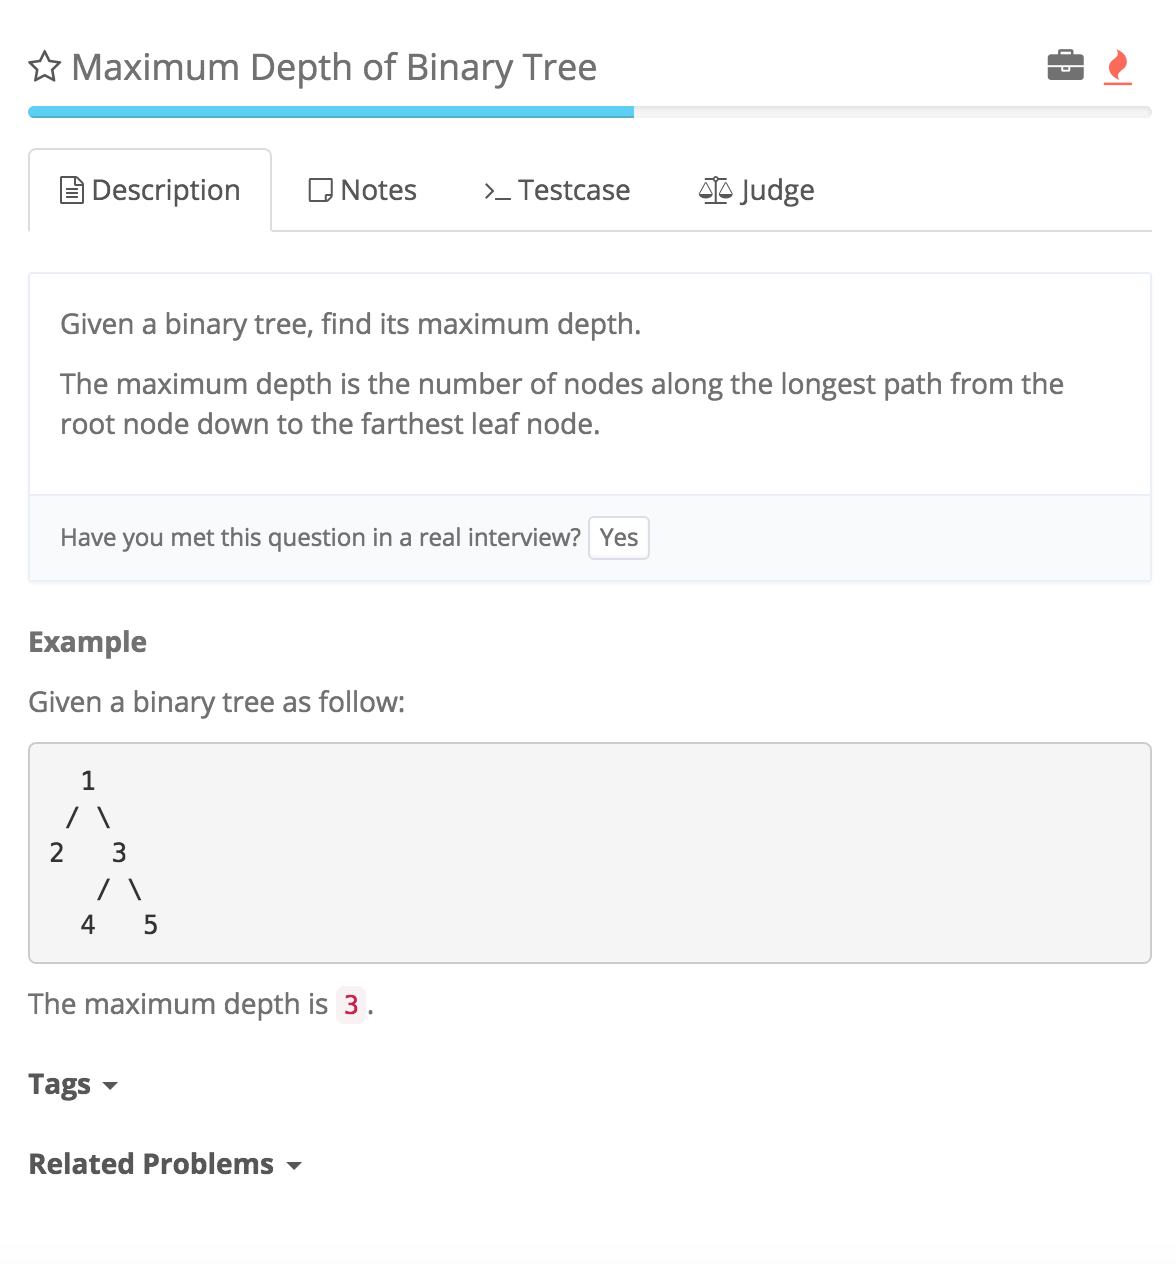 Maximum Depth of Binary Tree
Description Notes >_ Testcase Judge
Given a binary tree, find its maximum depth.
The maximum depth is the number of nodes along the longest path from the
root node down to the farthest leaf node.
Have you met this question in a real interview? Yes
Example
Given a binary tree as follow:
1
/ \
2 3
/ \
4 5
The maximum depth is 3.
Tags
Related Problems